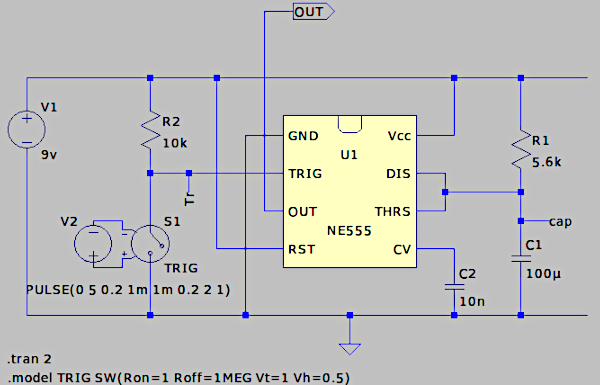 OUT
V1
9v
R2
10k
GND
Vcc
U1
TRIG
DIS
OUT
THRS
NE555
RST
CV
R1
5.6k
Tr
cap
V2
S1
TRIG
C1
100µ
C2
10n
PULSE(0 5 0.2 1m 1m 0.2 2 1)
.tran 2
.model TRIG SW(Ron=1 Roff=1MEG Vt=1 Vh=0.5)